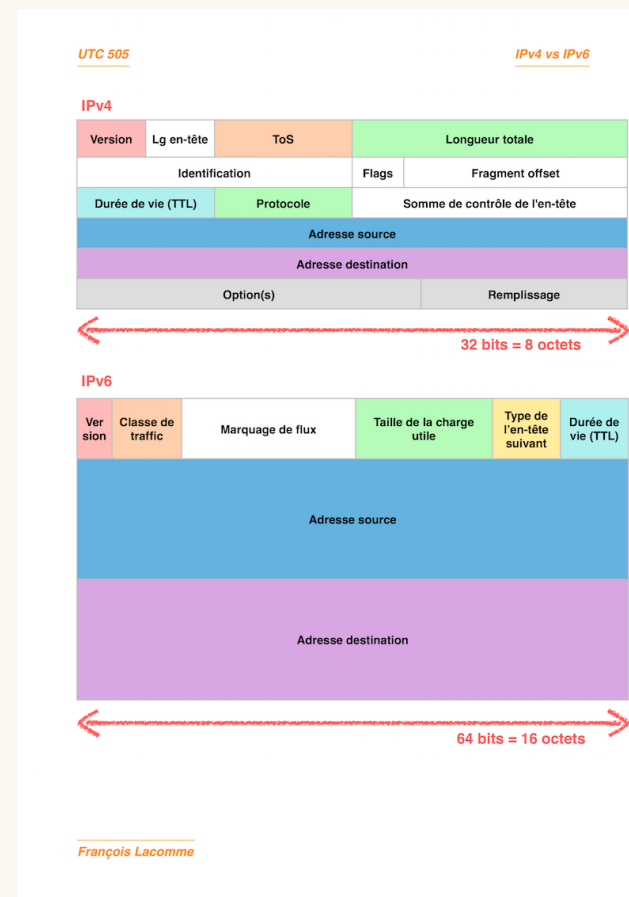 UTC 505
IPv4 vs IPv6
IPv4
Version
Lg en-tête
ToS
Longueur totale
Identification
Flags
Fragment offset
Durée de vie (TTL)
Protocole
Somme de contrôle de l'en-tête
Adresse source
Adresse destination
Option(s)
Remplissage
32 bits = 8 octets
IPv6
Ver
sion
Classe de
traffic
Marquage de flux
Taille de la charge
utile
Type de
l'en-tête
suivant
Durée de
vie (TTL)
Adresse source
Adresse destination
64 bits = 16 octets
François Lacomme